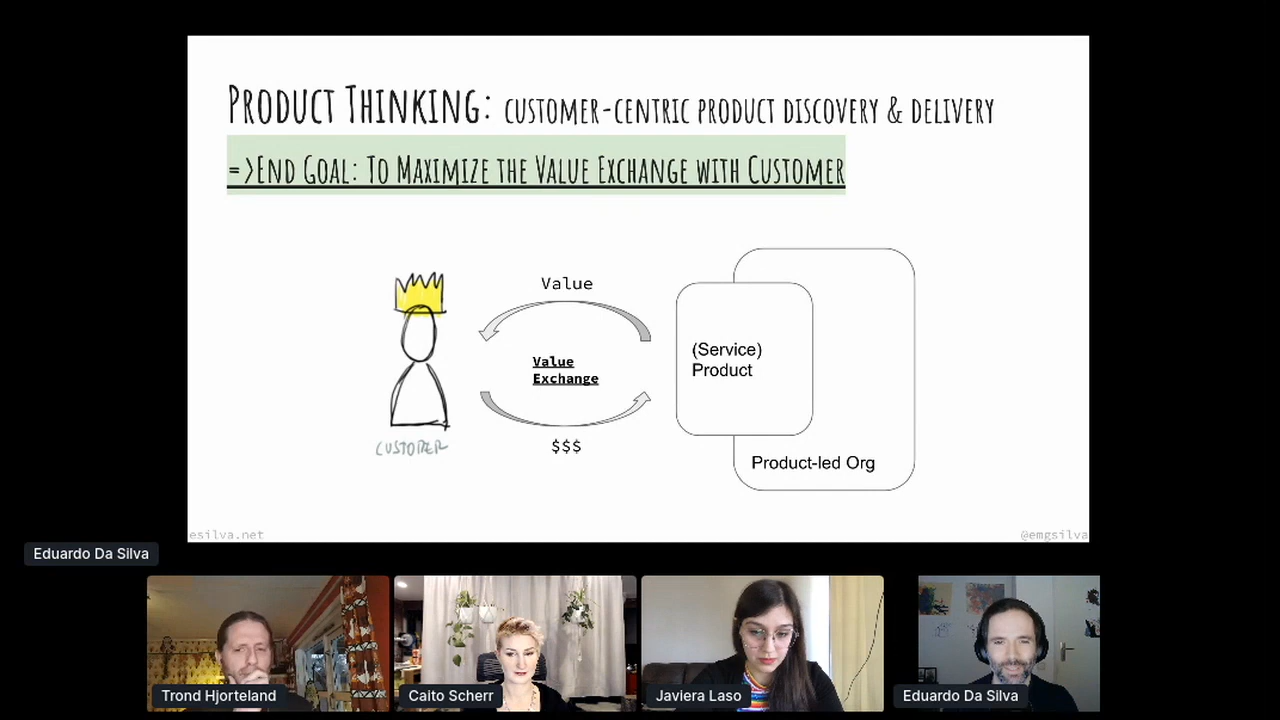 PRODUCT THINKING: CUSTOMER-CENTRIC PRODUCT DISCOVERY & DELIVERY
=>END GOAL: TO MAXIMIZE THE VALUE EXCHANGE WITH CUSTOMER
Value
Value
Exchange
$$$
CUSTOMER
(Service)
Product
Product-led Org
esilva.net
@emgsilva
Eduardo Da Silva
Trond Hjorteland
Caito Scherr
Javiera Laso
Eduardo Da Silva